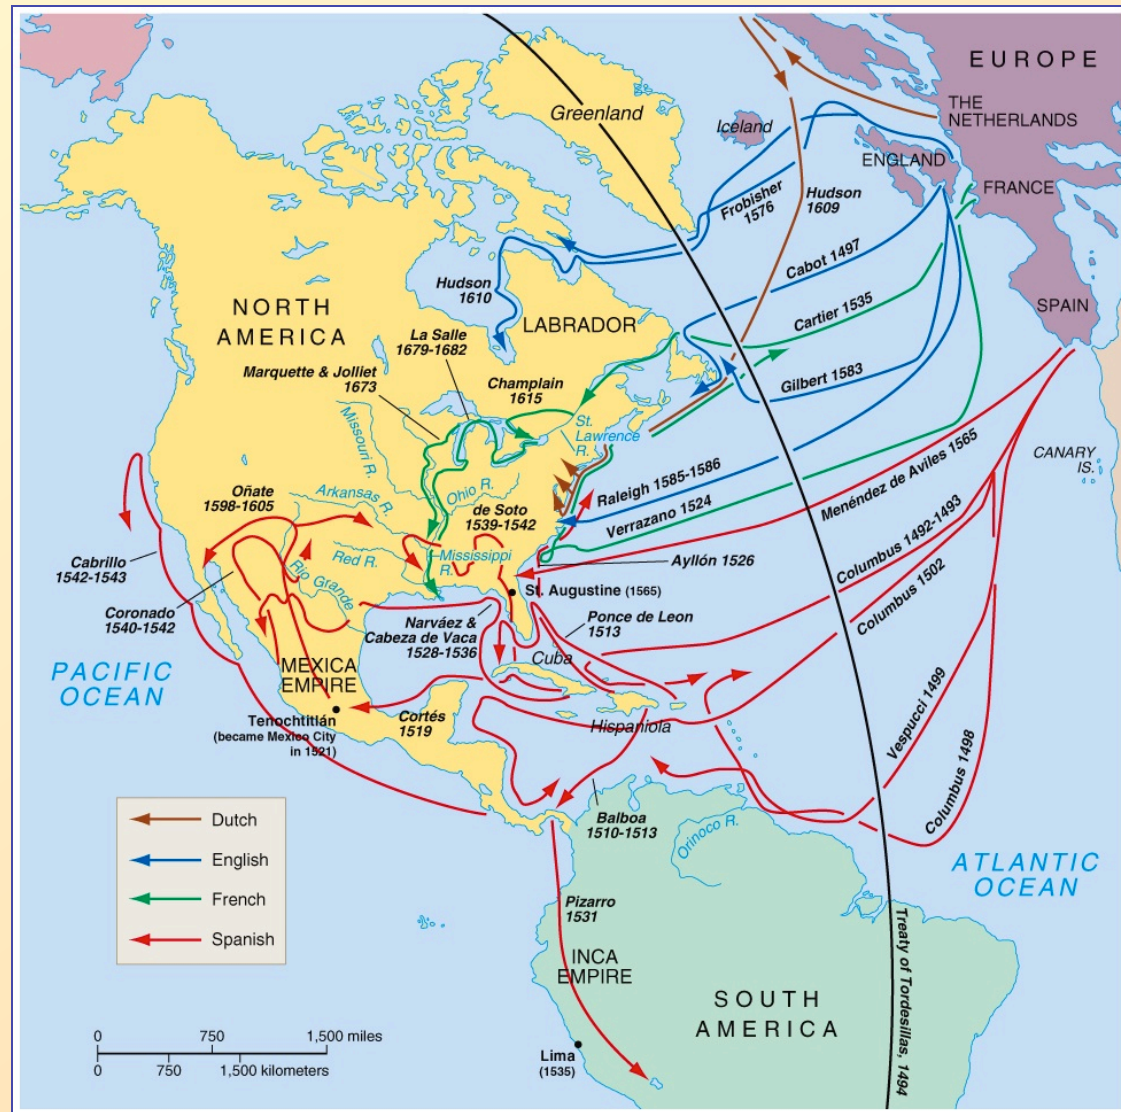 EUROPE
THE
NETHERLANDS
Greenland
Iceland
ENGLAND
FRANCE
Frobisher
1576
Hudson
1609
Cabot 1497
Hudson
1610
NORTH
AMERICA
LABRADOR
Cartier 1535
SPAIN
La Salle
1679-1682
Marquette & Jolliet
1673
Champlain
1615
Gilbert 1583
St.
Lawrence
R.
Missouri R.
CANARY
IS.
Menéndez de Aviles 1565
Raleigh 1585-1586
Verrazano 1524
Oñate
1598-1605
Arkansas R.
Ohio R.
de Soto
1539-1542
Columbus 1492-1493
Columbus 1502
Cabrillo
1542-1543
Red R.
Mississippi
R.
Ayllón 1526
Rio Grande
St. Augustine (1565)
Coronado
1540-1542
Narváez &
Cabeza de Vaca
1528-1536
Ponce de Leon
1513
PACIFIC
OCEAN
MEXICA
EMPIRE
Cuba
Tenochtitlán
(became Mexico City
in 1521)
Cortés
1519
Hispaniola
Vespucci 1499
Columbus 1498
Dutch
English
French
Spanish
Balboa
1510-1513
Orinoco R.
ATLANTIC
OCEAN
Pizarro
1531
INCA
EMPIRE
Treaty of Tordesillas, 1494
SOUTH
AMERICA
0 750 1,500 miles
0 750 1,500 kilometers
Lima
(1535)